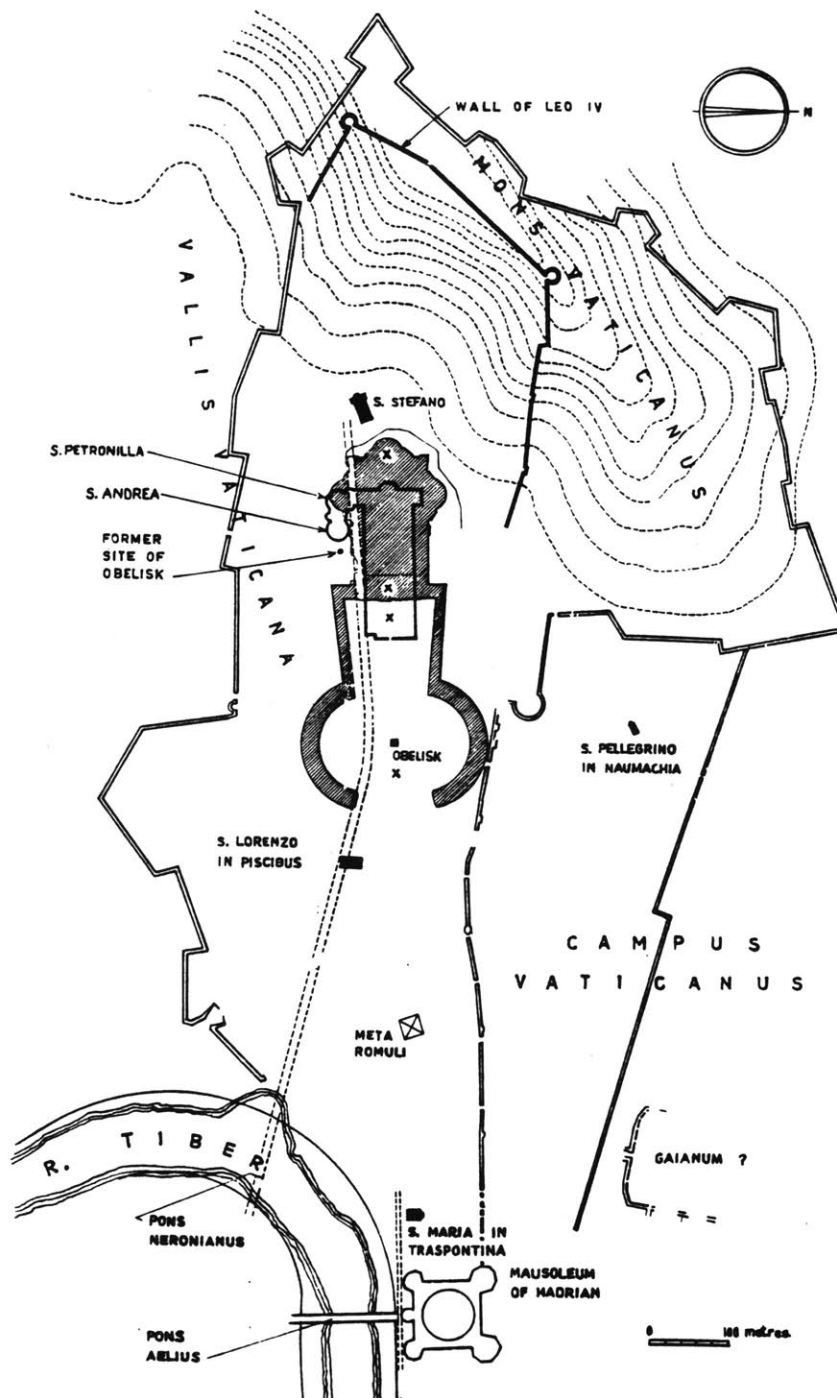 WALL OF LEO IV
N
MONS VATICANUS
VALLIS VATICANA
S. STEFANO
S. PETRONILLA
S. ANDREA
FORMER
SITE OF
OBELISK
X
X
X
OBELISK
X
S. PELLEGRINO
IN NAUMACHIA
S. LORENZO
IN PISCIBUS
CAMPUS
VATICANUS
META
ROMULI
R. TIBER
GAIANUM ?
PONS
NERONIANUS
S. MARIA IN
TRASPONTINA
MAUSOLEUM
OF HADRIAN
PONS
AELIUS
0 100 metres.